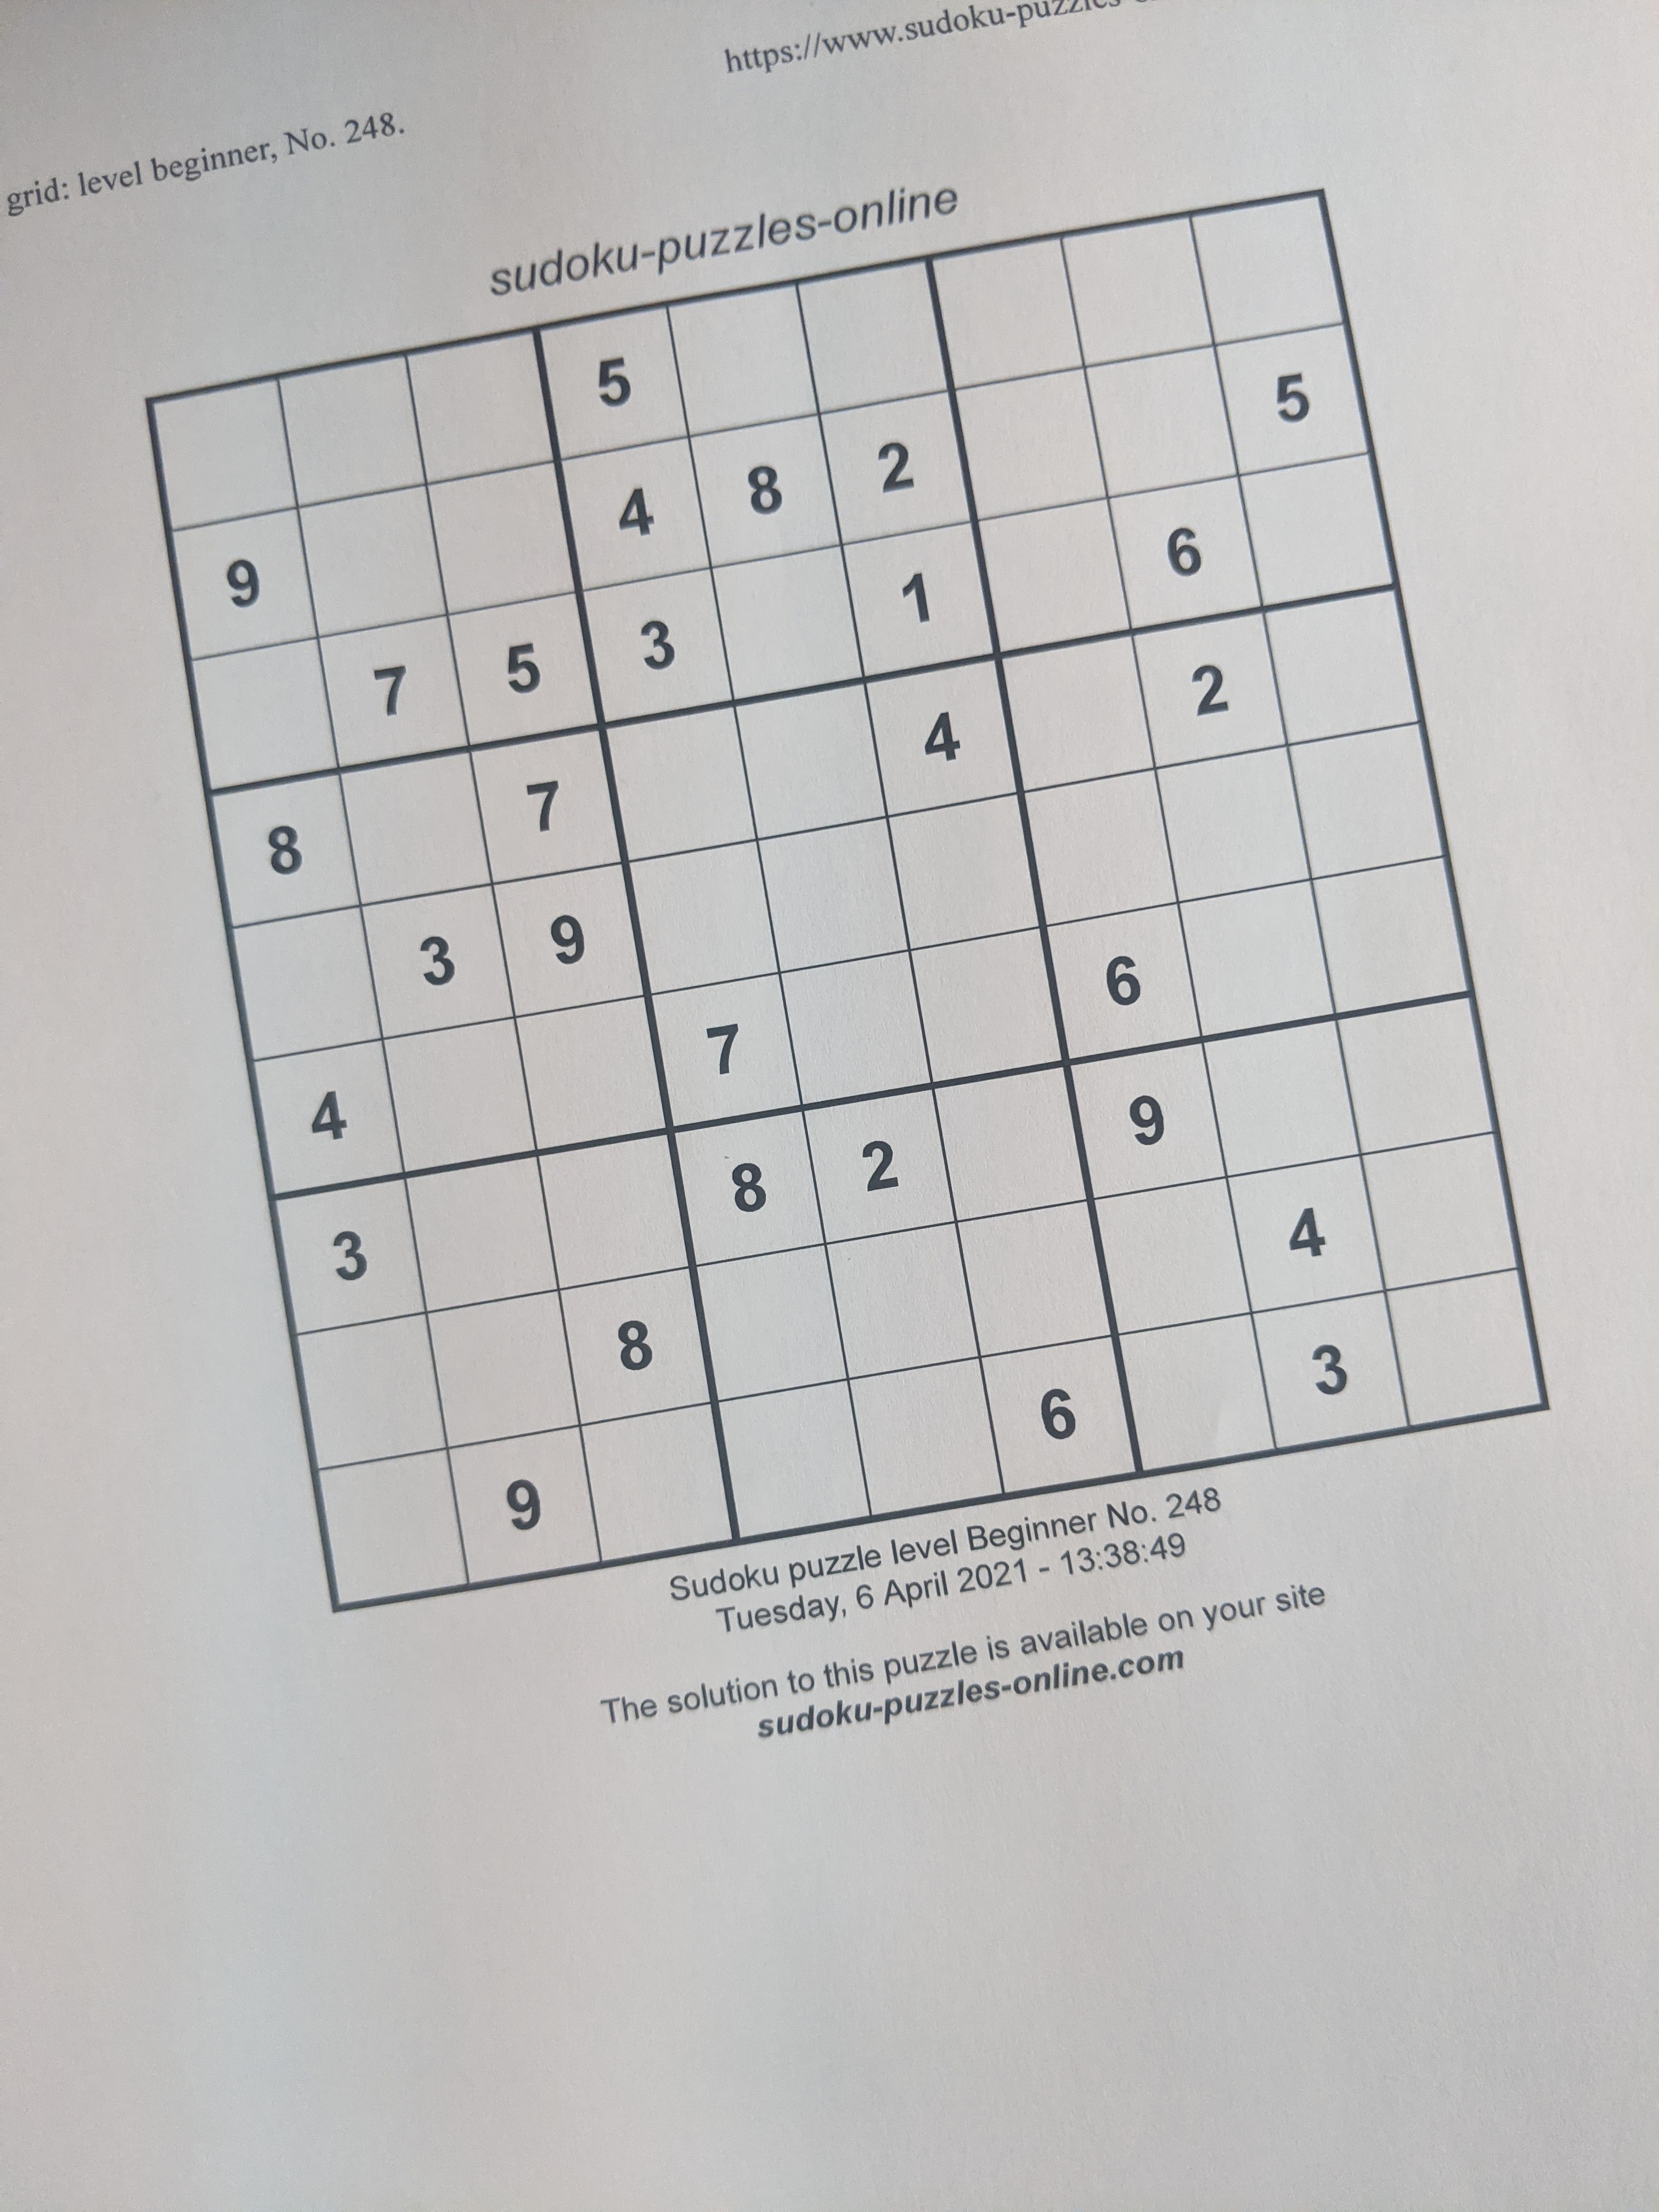 https://www.sudoku-puzzles-
grid: level beginner, No. 248.
sudoku-puzzles-online
5
9 4 8 2 5
7 5 3 1 6
8 7 4 2
3 9
4 7 6
3 8 2 9
8 4
9 6 3
Sudoku puzzle level Beginner No. 248
Tuesday, 6 April 2021 - 13:38:49
The solution to this puzzle is available on your site
sudoku-puzzles-online.com